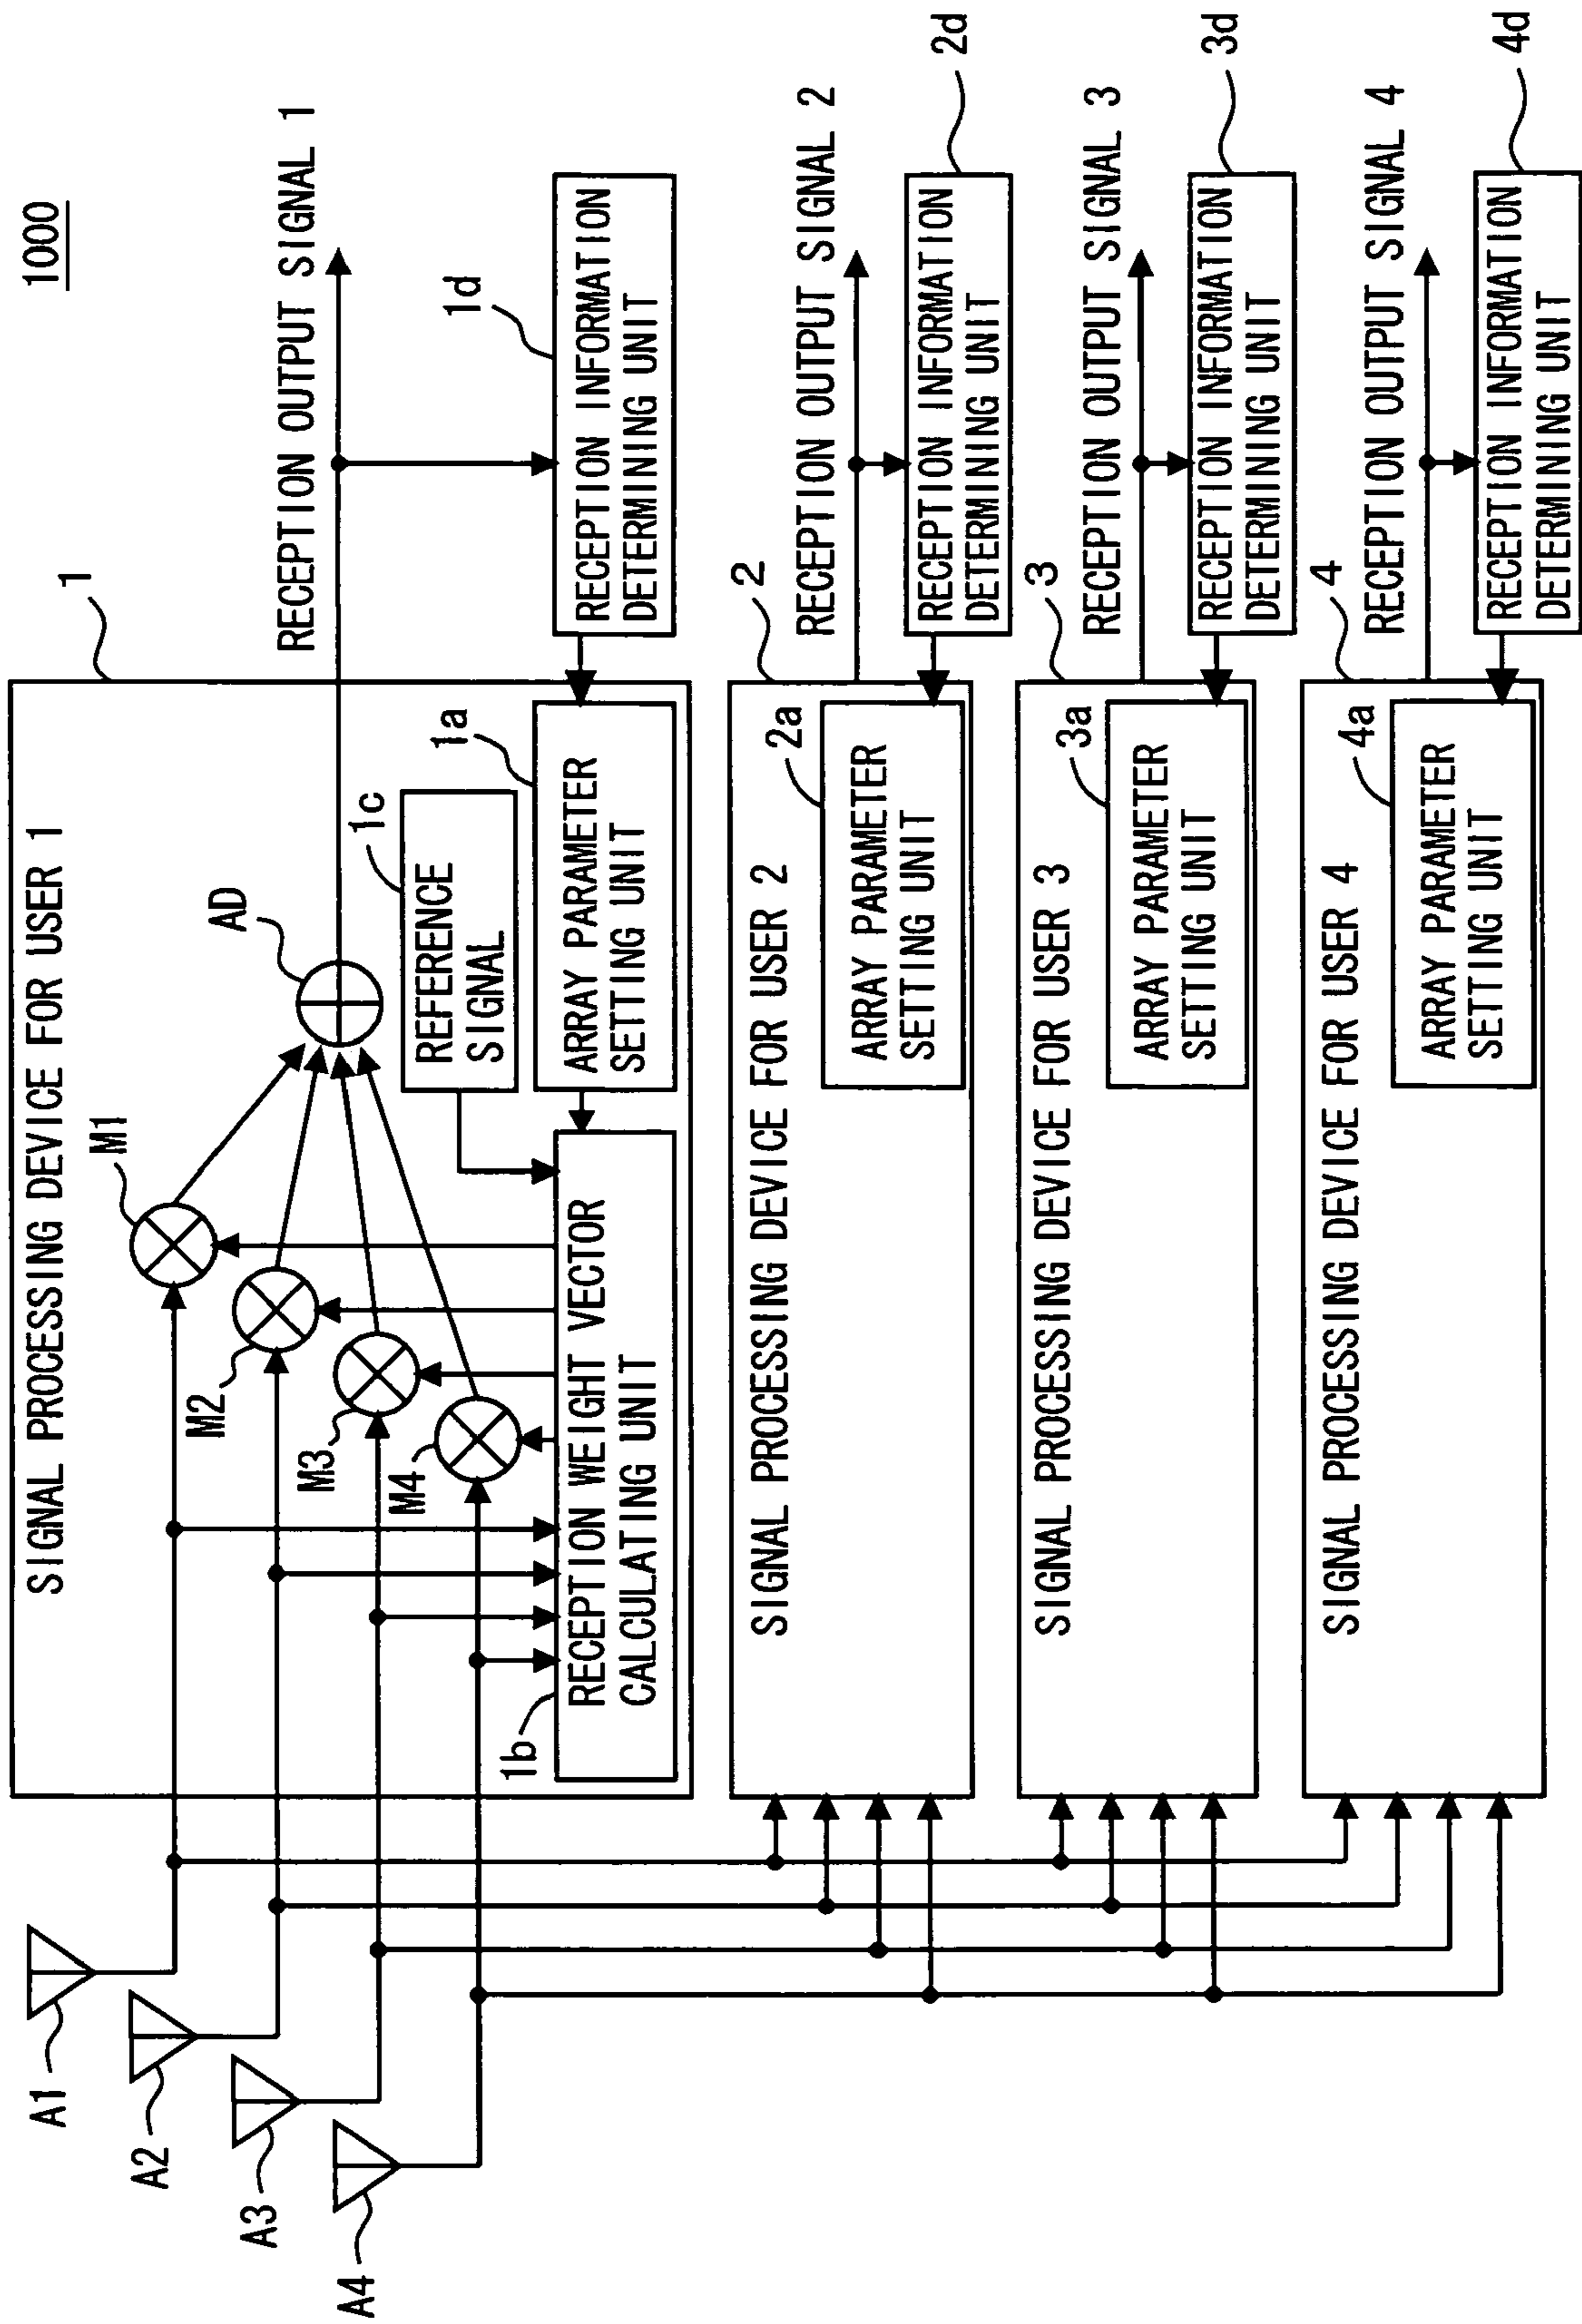 1000
SIGNAL PROCESSING DEVICE FOR USER 1
1
A1
A2
A3
A4
M1
M2
M3
M4
AD
RECEPTION OUTPUT SIGNAL 1
1c
REFERENCE
SIGNAL
1a
ARRAY PARAMETER
SETTING UNIT
1b
RECEPTION WEIGHT VECTOR
CALCULATING UNIT
1d
RECEPTION INFORMATION
DETERMINING UNIT
2
SIGNAL PROCESSING DEVICE FOR USER 2
2a
ARRAY PARAMETER
SETTING UNIT
RECEPTION OUTPUT SIGNAL 2
2d
RECEPTION INFORMATION
DETERMINING UNIT
3
SIGNAL PROCESSING DEVICE FOR USER 3
3a
ARRAY PARAMETER
SETTING UNIT
RECEPTION OUTPUT SIGNAL 3
3d
RECEPTION INFORMATION
DETERMINING UNIT
4
SIGNAL PROCESSING DEVICE FOR USER 4
4a
ARRAY PARAMETER
SETTING UNIT
RECEPTION OUTPUT SIGNAL 4
4d
RECEPTION INFORMATION
DETERMINING UNIT